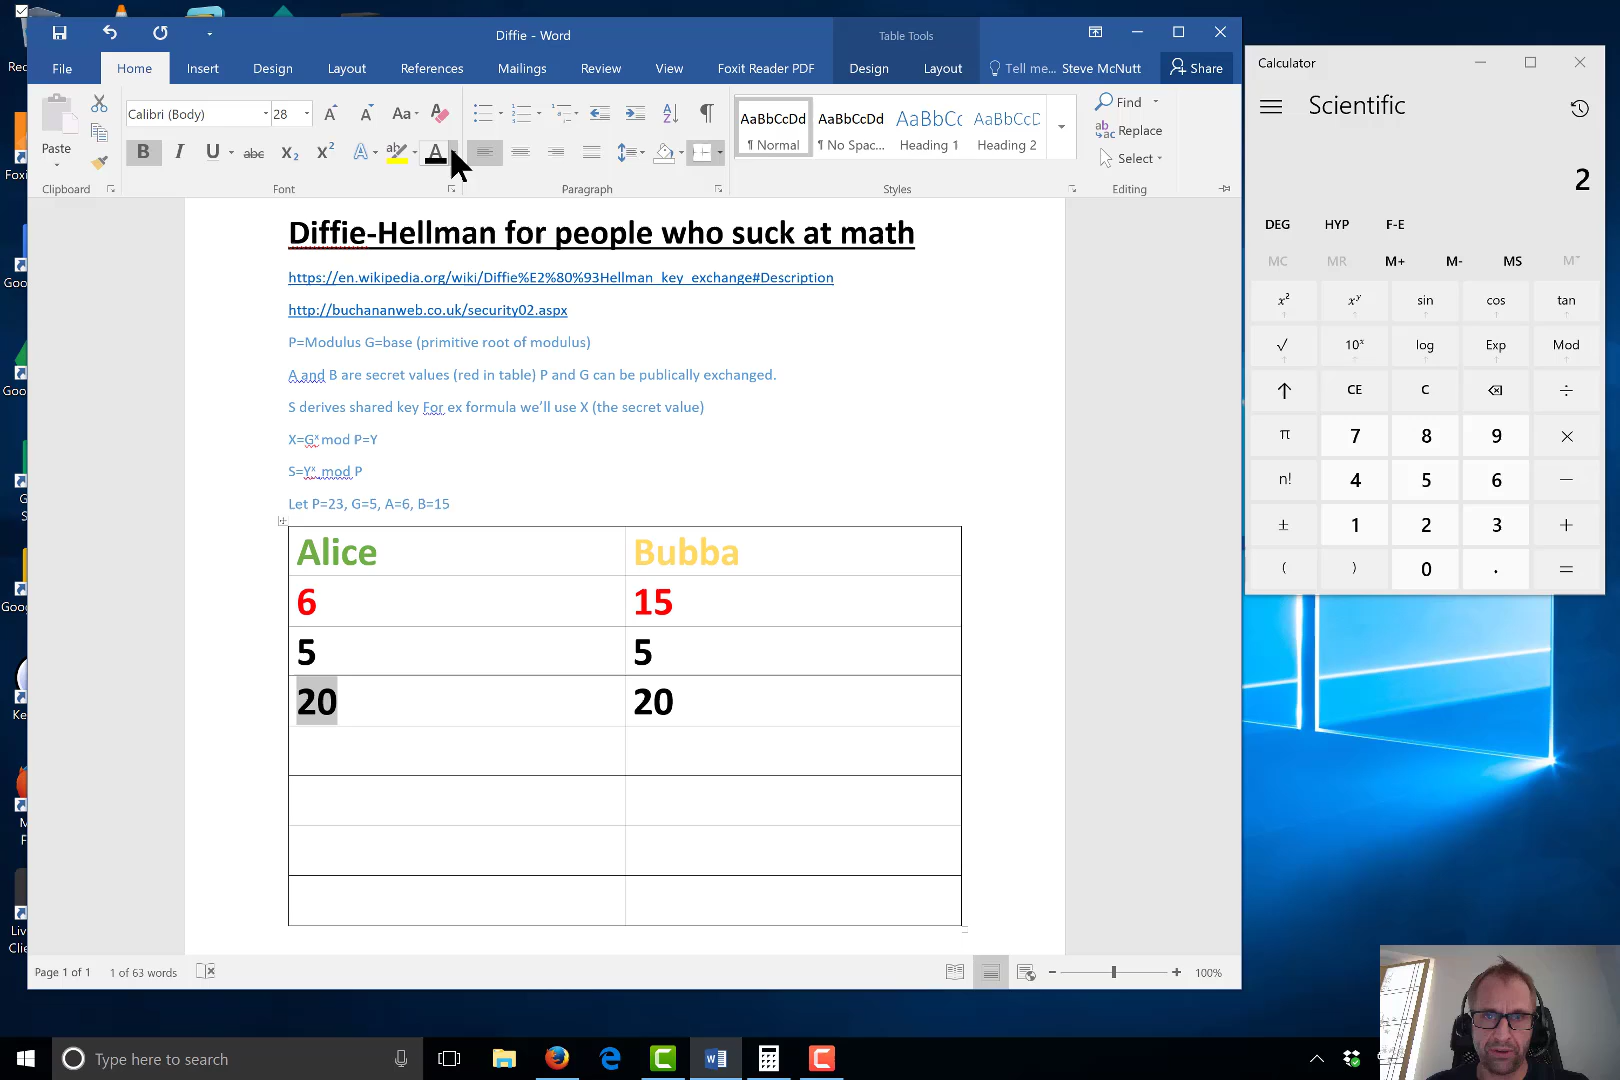 Diffie - Word
Table Tools
File
Home
Insert
Design
Layout
References
Mailings
Review
View
Foxit Reader PDF
Design
Layout
Tell me...
Steve McNutt
Share
Paste
Calibri (Body)
28
Aa
abc
AaBbCcDd
¶ Normal
AaBbCcDd
¶ No Spac...
AaBbCc
Heading 1
AaBbCcC
Heading 2
Find
Replace
Select
Clipboard
Font
Paragraph
Styles
Editing
Diffie-Hellman for people who suck at math
https://en.wikipedia.org/wiki/Diffie%E2%80%93Hellman_key_exchange#Description
http://buchananweb.co.uk/security02.aspx
P=Modulus G=base (primitive root of modulus)
A and B are secret values (red in table) P and G can be publically exchanged.
S derives shared key For ex formula we’ll use X (the secret value)
X=Gˣ mod P=Y
S=Yˣ mod P
Let P=23, G=5, A=6, B=15
Alice Bubba
6 15
5 5
20 20
Page 1 of 1
1 of 63 words
100%
Calculator
Scientific
2
DEG HYP F-E
MC MR M+ M- MS M
x² xʸ sin cos tan
√ 10ˣ log Exp Mod
↑ CE C ÷
π 7 8 9 ×
n! 4 5 6 −
± 1 2 3 +
( ) 0 . =
Type here to search